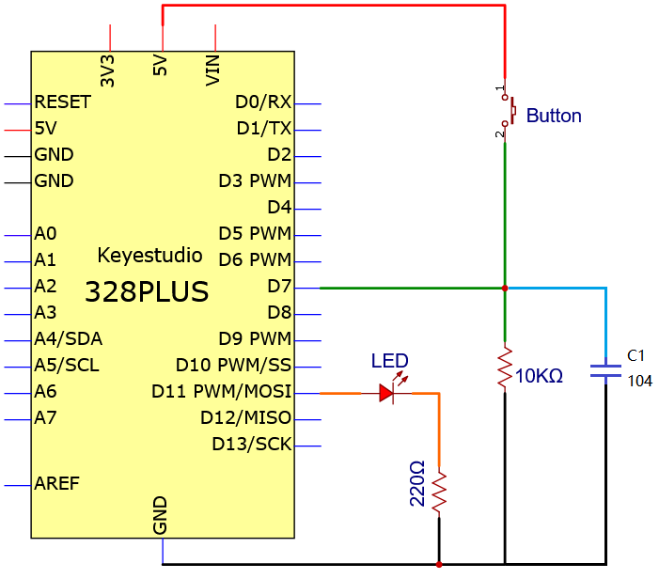 3V3
5V
VIN
RESET
5V
GND
GND
A0
A1
A2
A3
A4/SDA
A5/SCL
A6
A7
AREF
Keyestudio
328PLUS
D0/RX
D1/TX
D2
D3 PWM
D4
D5 PWM
D6 PWM
D7
D8
D9 PWM
D10 PWM/SS
D11 PWM/MOSI
D12/MISO
D13/SCK
GND
1
2
Button
LED
220Ω
10KΩ
C1
104